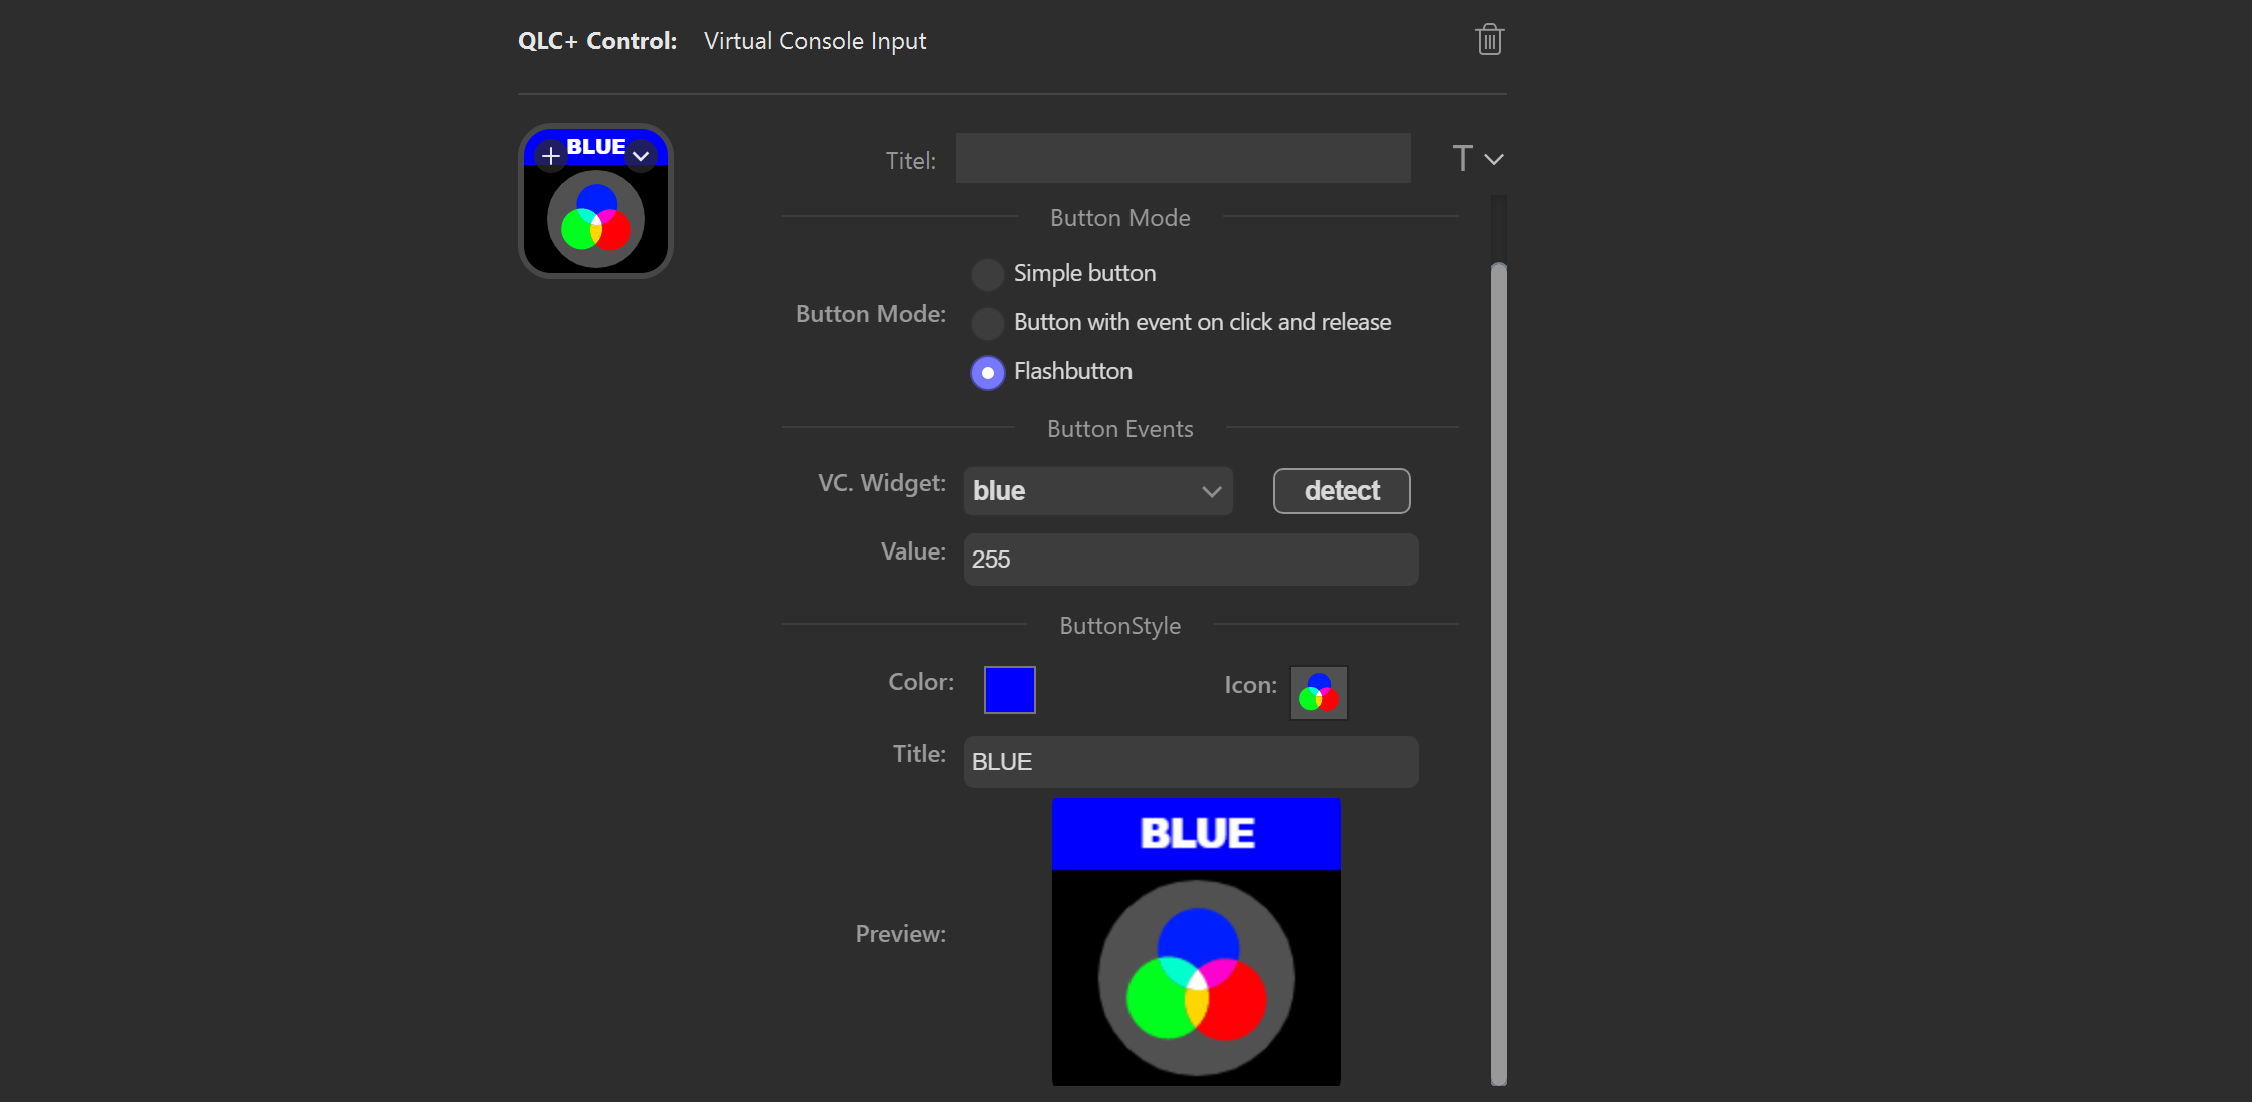 QLC+ Control: Virtual Console Input
BLUE
Titel:
T
Button Mode
Button Mode:
Simple button
Button with event on click and release
Flashbutton
Button Events
VC. Widget: blue detect
Value: 255
ButtonStyle
Color: Icon:
Title: BLUE
BLUE
Preview: